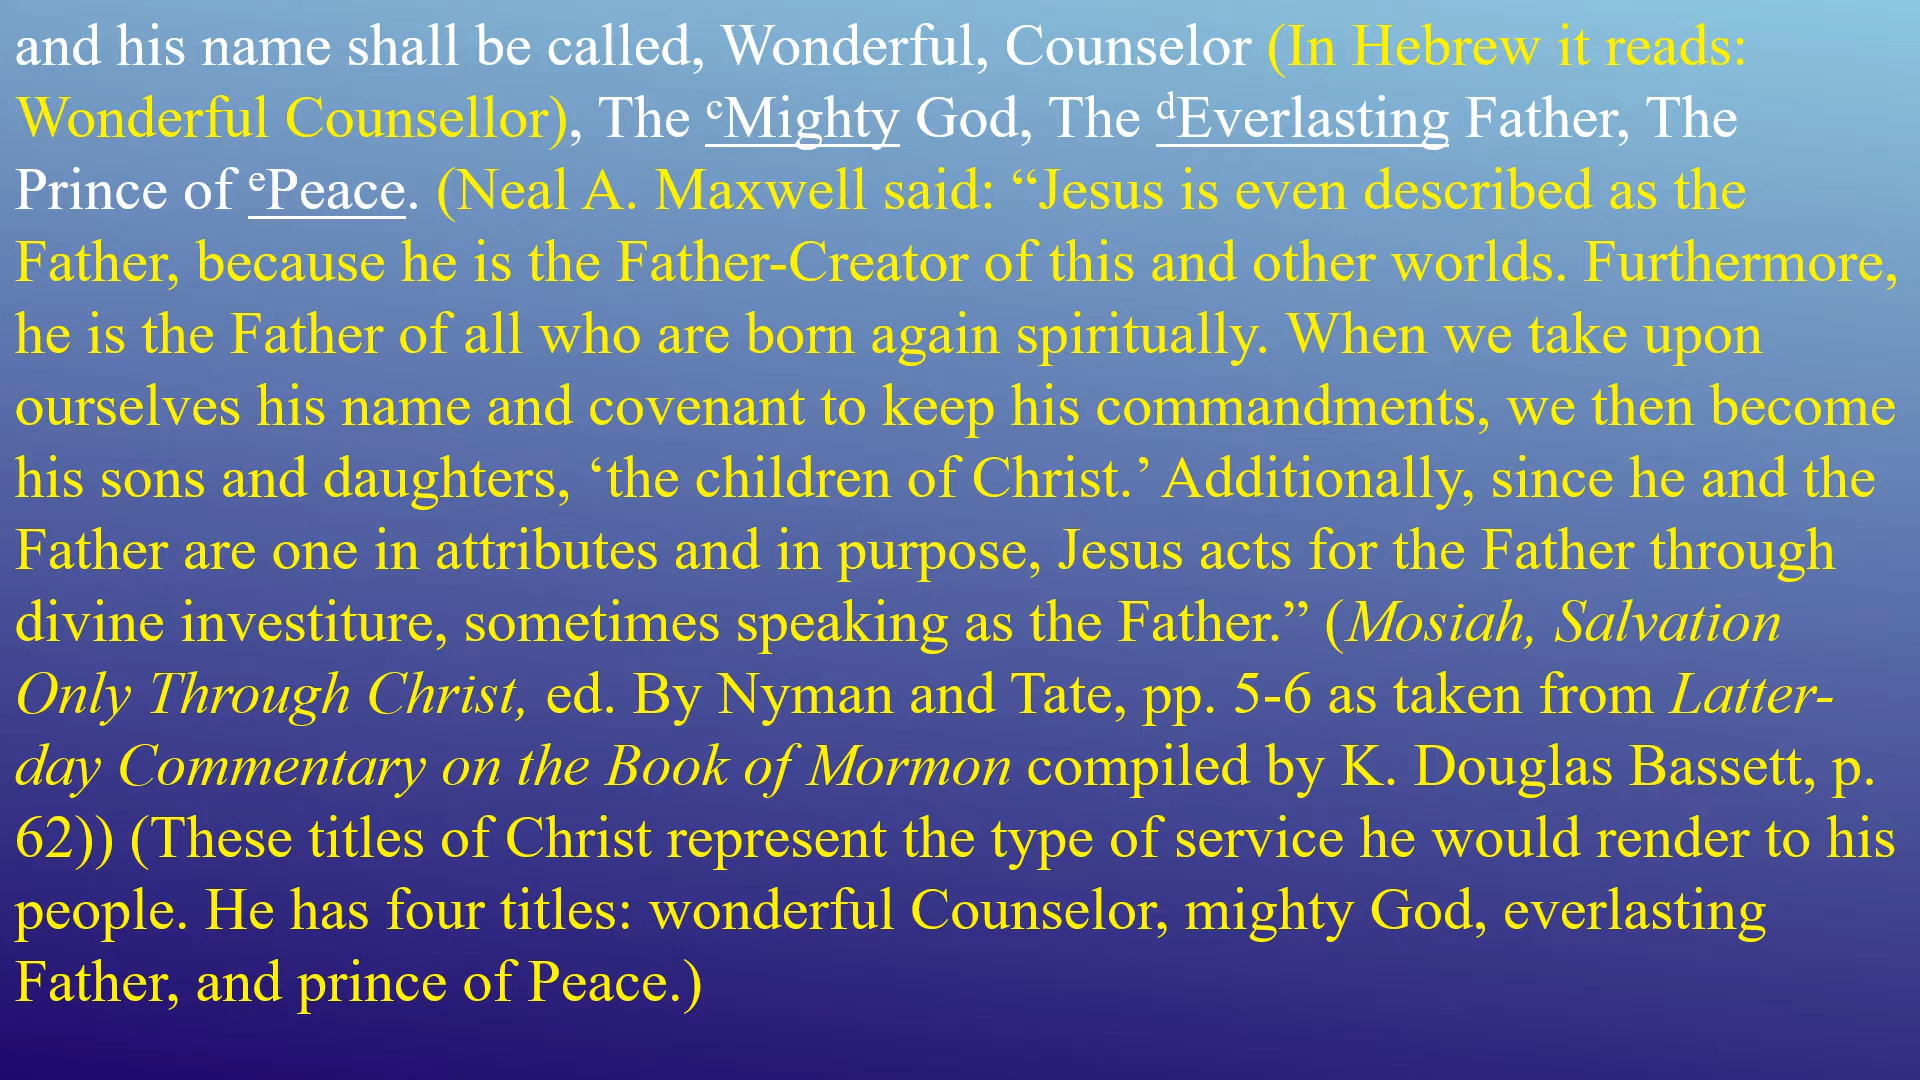 and his name shall be called, Wonderful, Counselor (In Hebrew it reads:
Wonderful Counsellor), The ᶜMighty God, The ᵈEverlasting Father, The
Prince of ᵉPeace. (Neal A. Maxwell said: “Jesus is even described as the
Father, because he is the Father-Creator of this and other worlds. Furthermore,
he is the Father of all who are born again spiritually. When we take upon
ourselves his name and covenant to keep his commandments, we then become
his sons and daughters, ‘the children of Christ.’ Additionally, since he and the
Father are one in attributes and in purpose, Jesus acts for the Father through
divine investiture, sometimes speaking as the Father.” (Mosiah, Salvation
Only Through Christ, ed. By Nyman and Tate, pp. 5-6 as taken from Latter-
day Commentary on the Book of Mormon compiled by K. Douglas Bassett, p.
62)) (These titles of Christ represent the type of service he would render to his
people. He has four titles: wonderful Counselor, mighty God, everlasting
Father, and prince of Peace.)